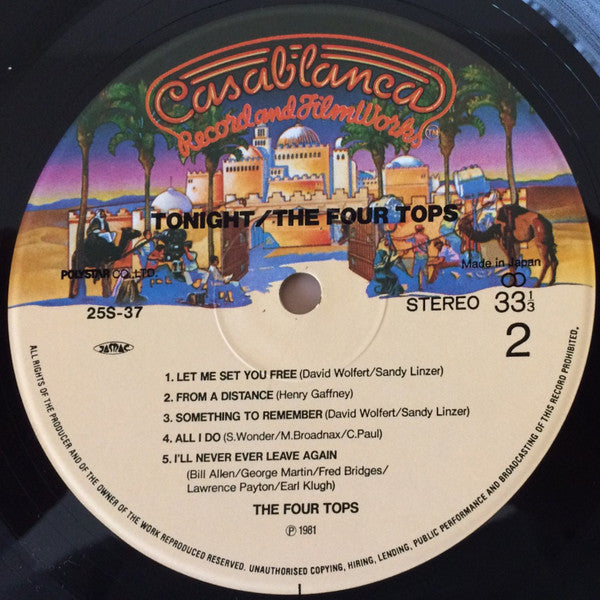 Casablanca
Record and FilmWorks™
TONIGHT/THE FOUR TOPS
POLYSTAR CO., LTD.
Made in Japan
25S-37
STEREO 33 1/3
JASRAC
2
1. LET ME SET YOU FREE (David Wolfert/Sandy Linzer)
2. FROM A DISTANCE (Henry Gaffney)
3. SOMETHING TO REMEMBER (David Wolfert/Sandy Linzer)
4. ALL I DO (S.Wonder/M.Broadnax/C.Paul)
5. I'LL NEVER EVER LEAVE AGAIN
(Bill Allen/George Martin/Fred Bridges/
Lawrence Payton/Earl Klugh)
THE FOUR TOPS
Ⓟ 1981
ALL RIGHTS OF THE PRODUCER AND OF THE OWNER OF THE WORK REPRODUCED RESERVED. UNAUTHORISED COPYING, HIRING, LENDING, PUBLIC PERFORMANCE AND BROADCASTING OF THIS RECORD PROHIBITED.